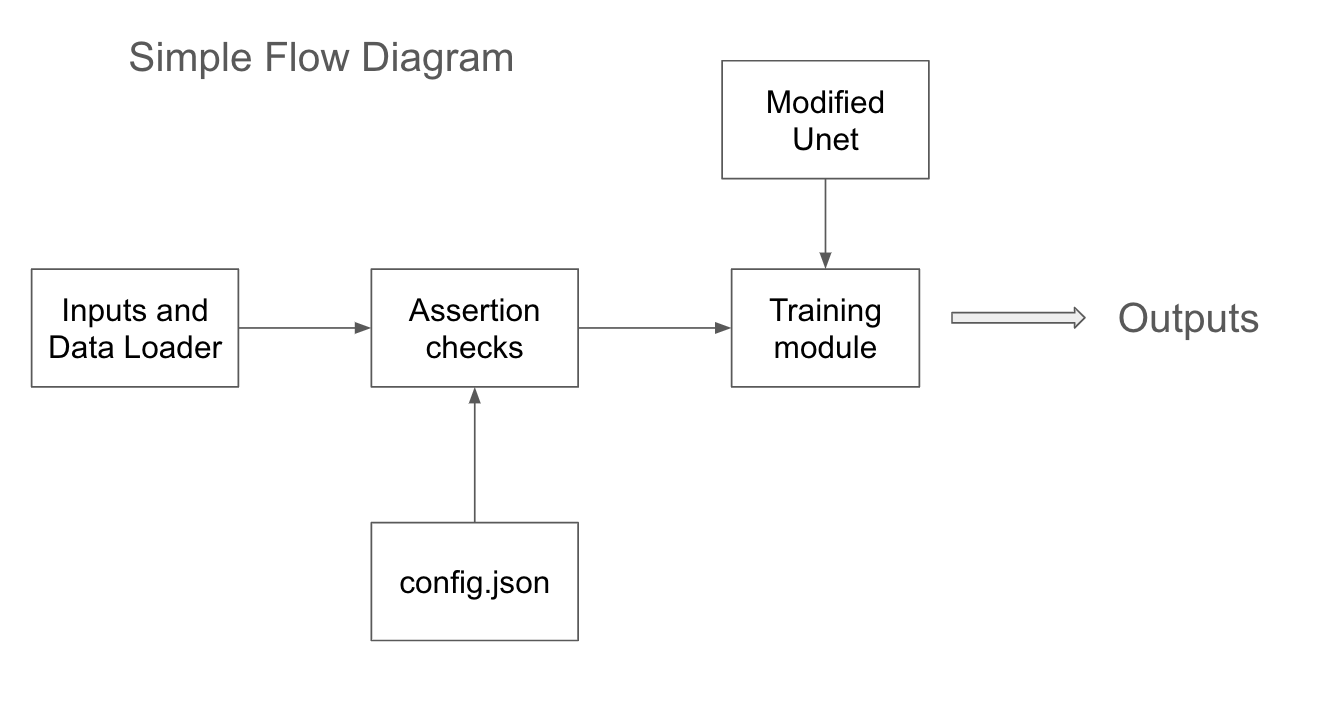 Simple Flow Diagram
Modified
Unet
Inputs and
Data Loader
Assertion
checks
Training
module
Outputs
config.json